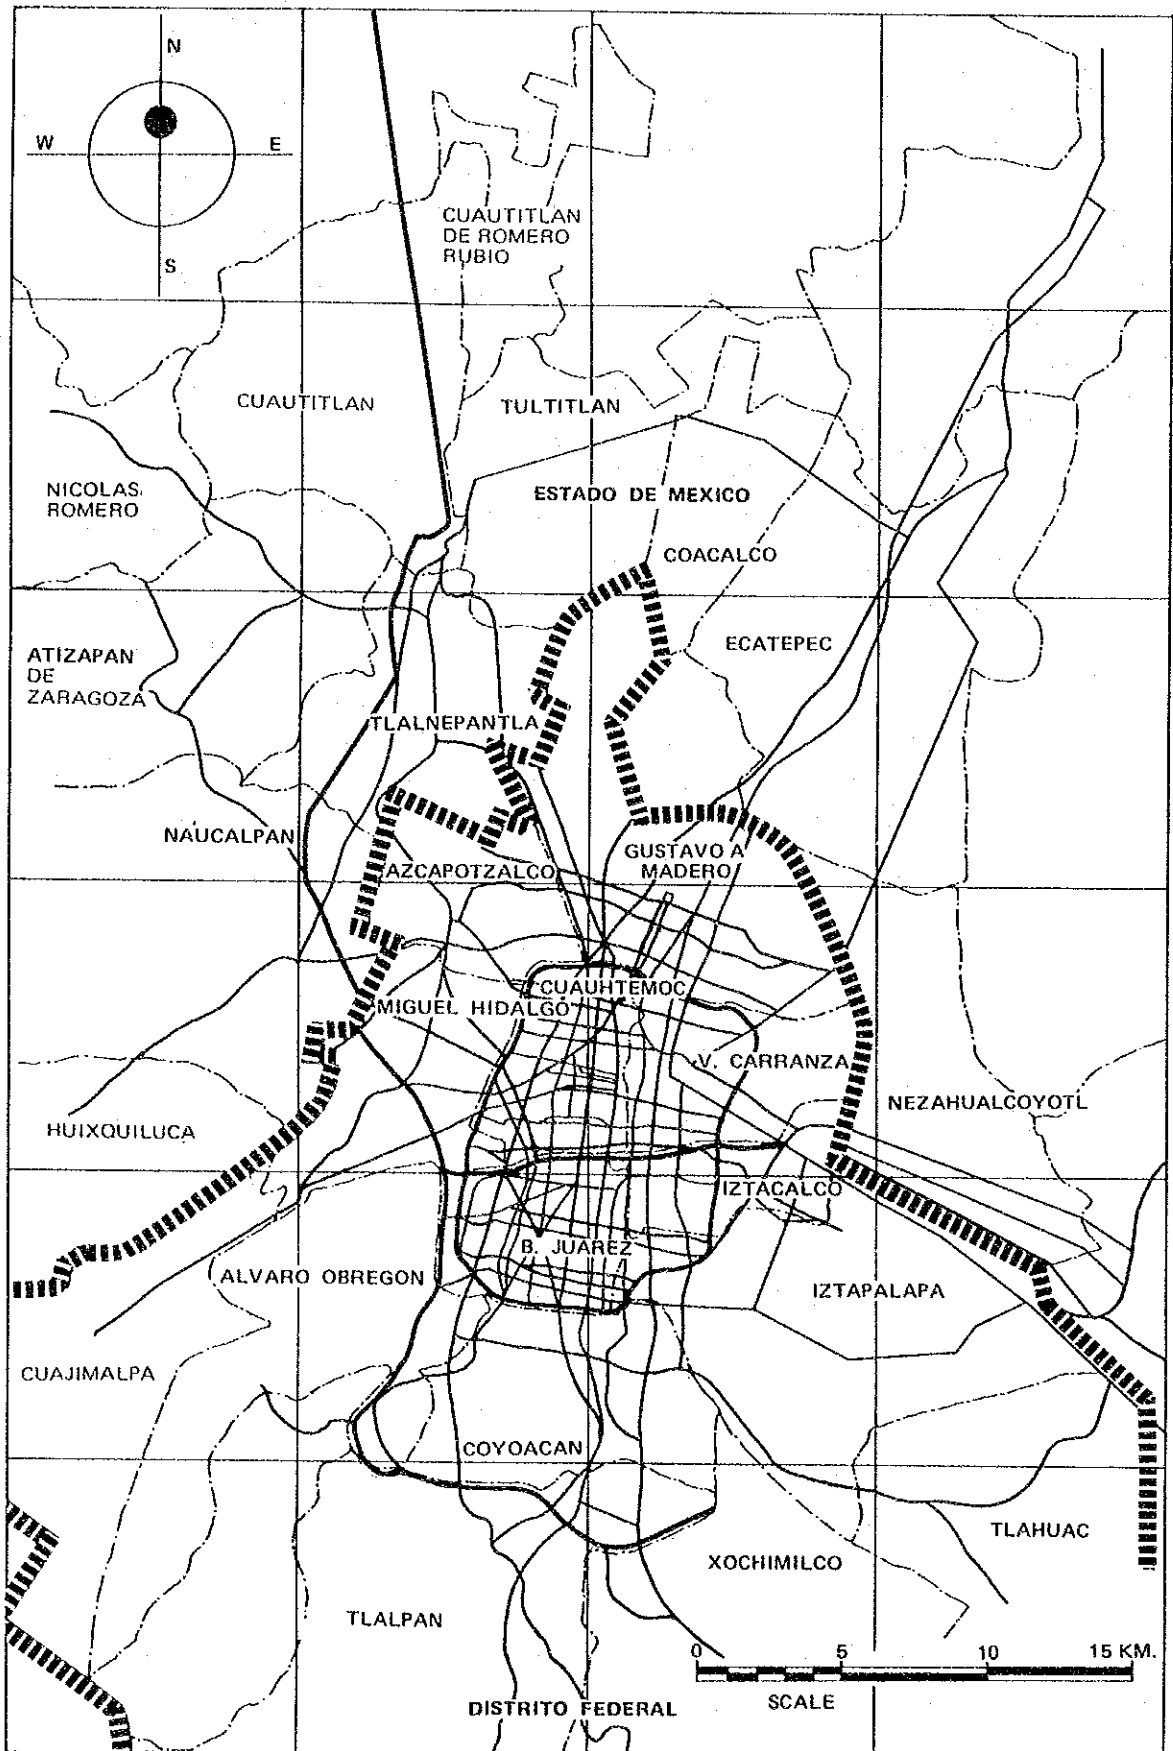 N
W E
S
CUAUTITLAN
DE ROMERO
RUBIO
CUAUTITLAN
TULTITLAN
NICOLAS
ROMERO
ESTADO DE MEXICO
COACALCO
ATIZAPAN
DE
ZARAGOZA
ECATEPEC
TLALNEPANTLA
NAUCALPAN
AZCAPOTZALCO
GUSTAVO A
MADERO
CUAUHTEMOC
MIGUEL HIDALGO
V. CARRANZA
NEZAHUALCOYOTL
HUIXQUILUCA
IZTACALCO
B. JUAREZ
ALVARO OBREGON
IZTAPALAPA
CUAJIMALPA
COYOACAN
TLAHUAC
XOCHIMILCO
TLALPAN
0 5 10 15 KM.
SCALE
DISTRITO FEDERAL